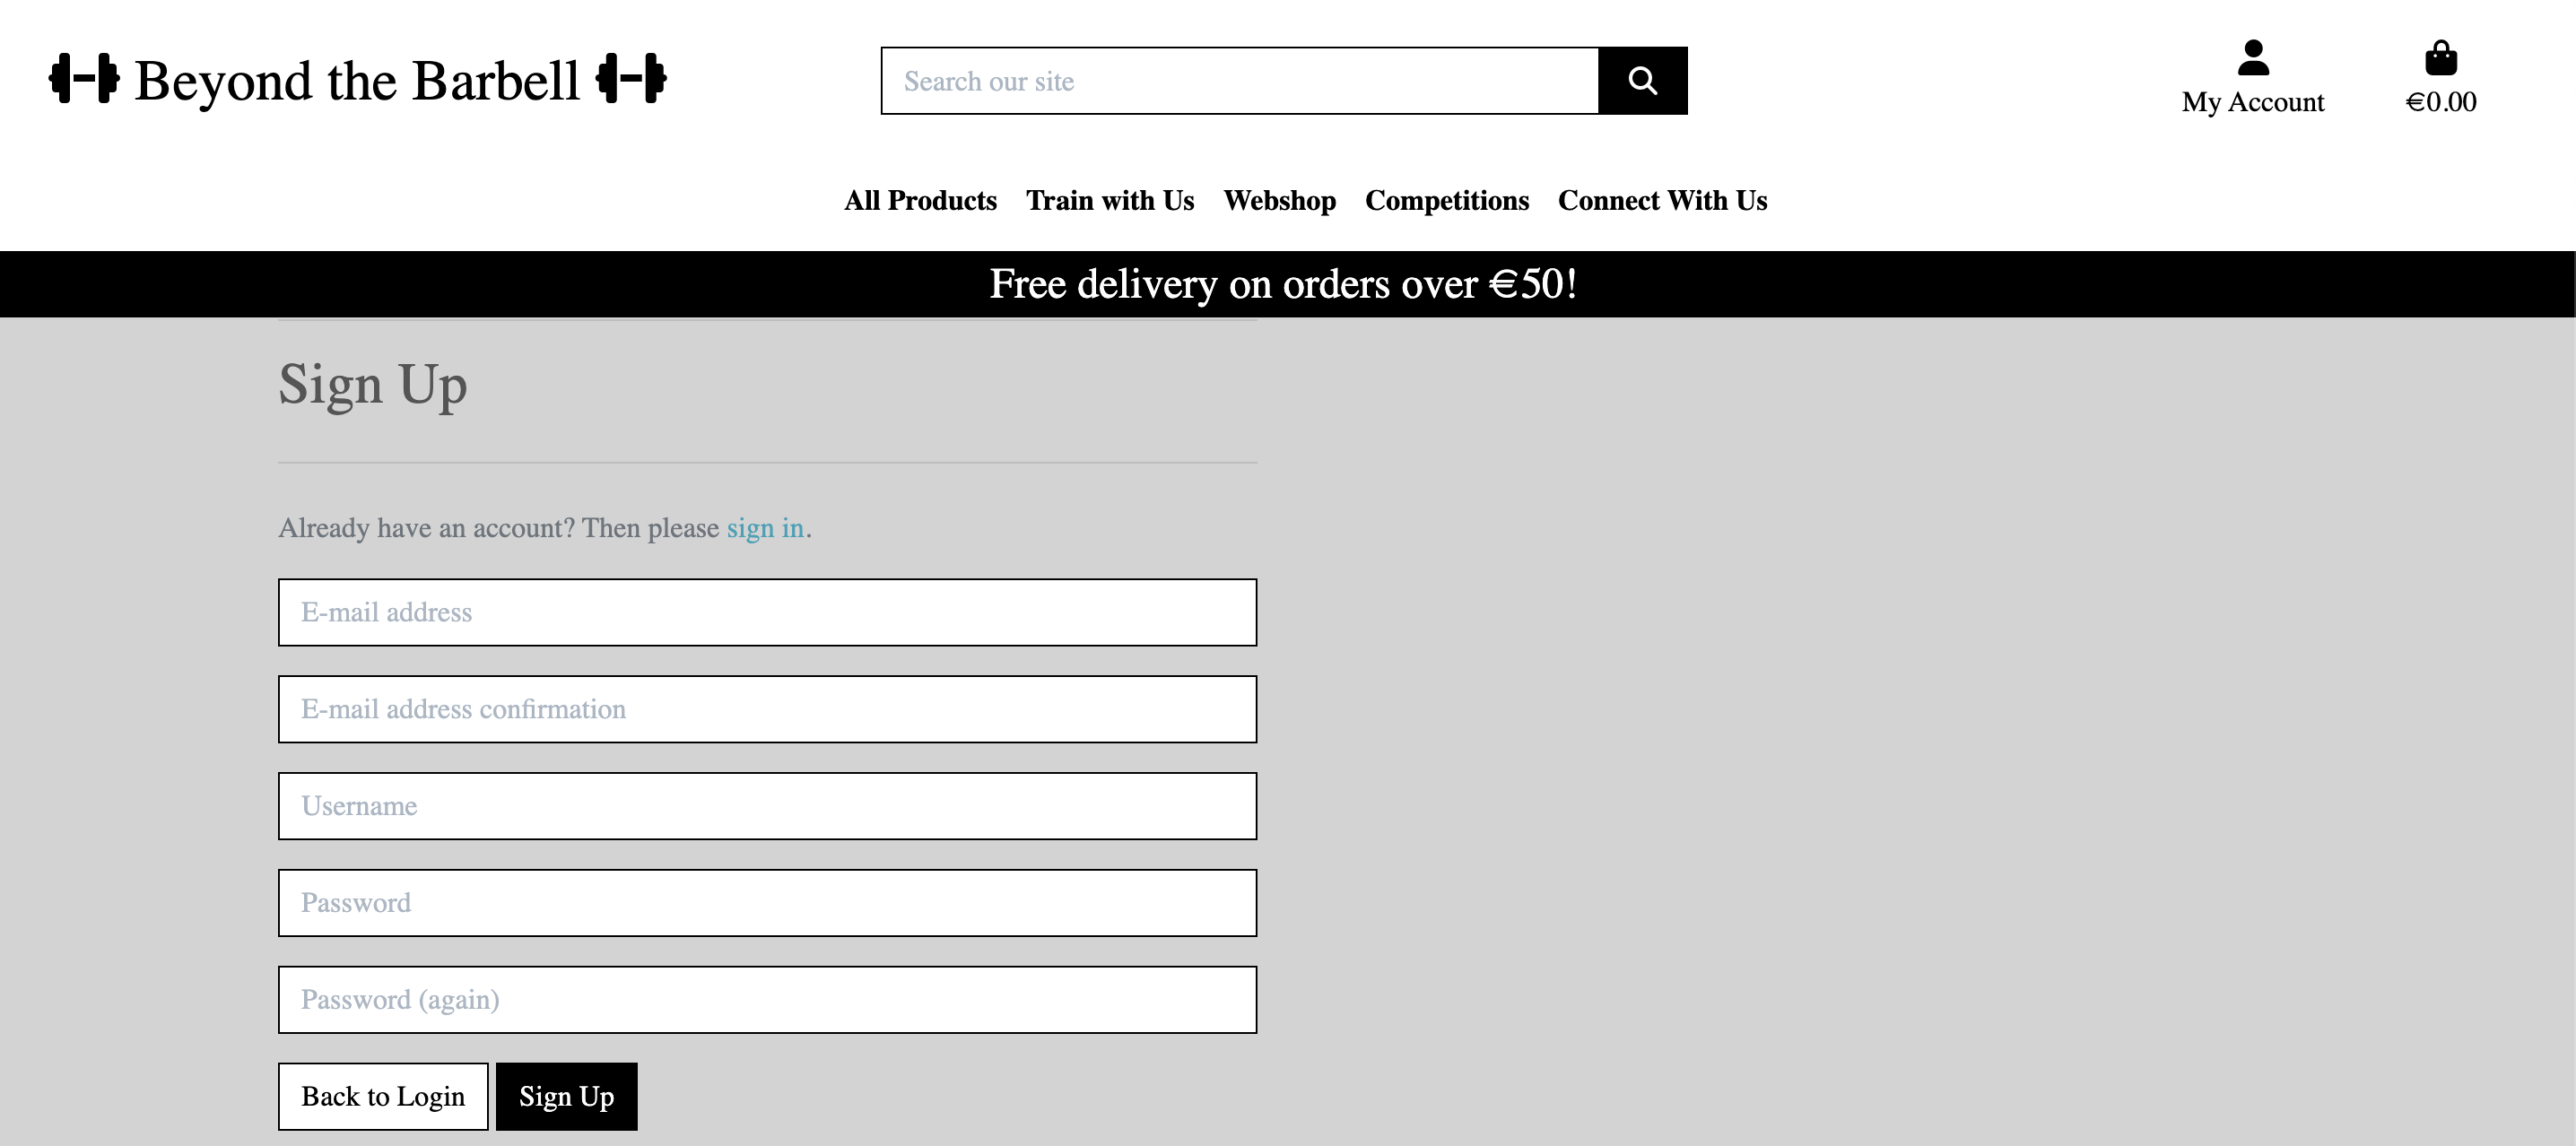 Beyond the Barbell
Search our site
My Account
€0.00
All Products Train with Us Webshop Competitions Connect With Us
Free delivery on orders over €50!
Sign Up
Already have an account? Then please sign in.
E-mail address
E-mail address confirmation
Username
Password
Password (again)
Back to Login Sign Up